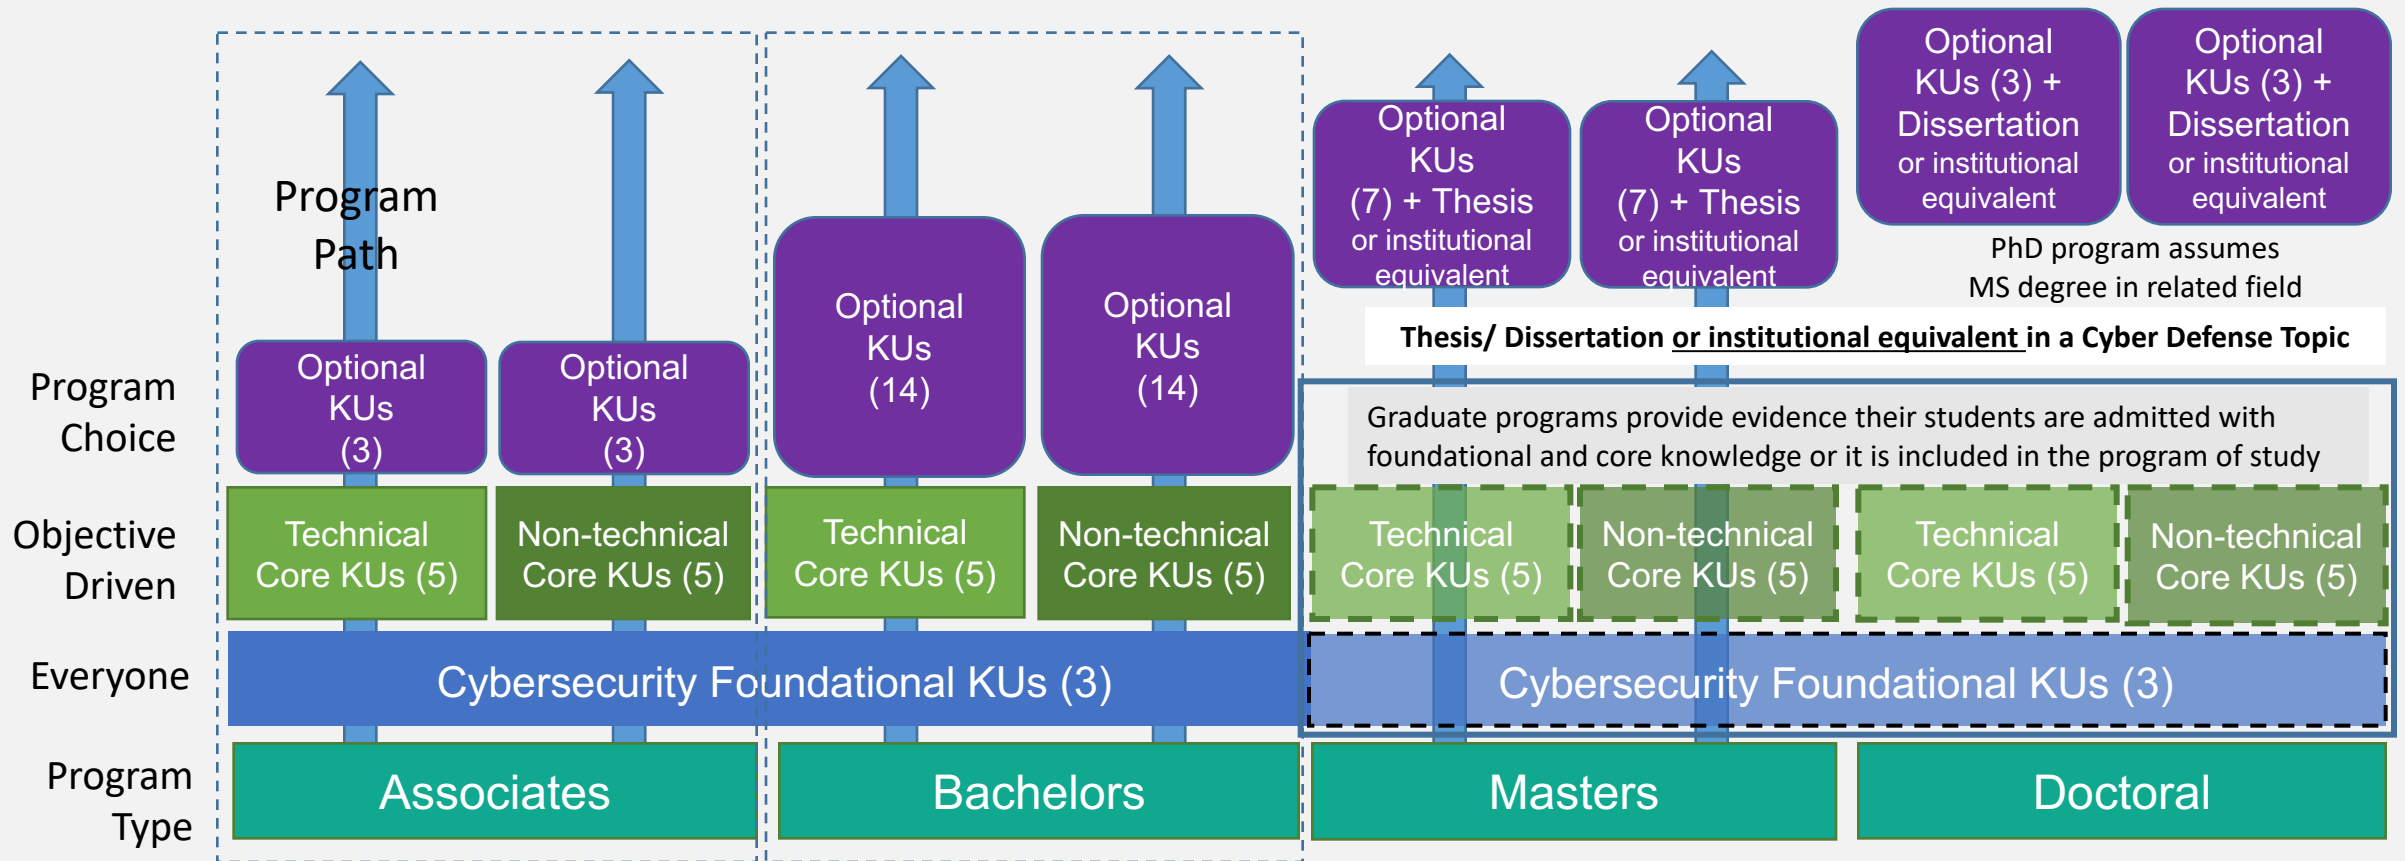 Optional
KUs (3) +
Dissertation
or institutional
equivalent
Optional
KUs (3) +
Dissertation
or institutional
equivalent
Optional
KUs
(7) + Thesis
or institutional
equivalent
Optional
KUs
(7) + Thesis
or institutional
equivalent
Program
Path
PhD program assumes
MS degree in related field
Optional
KUs
(14)
Optional
KUs
(14)
Thesis/ Dissertation or institutional equivalent in a Cyber Defense Topic
Program
Choice
Optional
KUs
(3)
Optional
KUs
(3)
Graduate programs provide evidence their students are admitted with
foundational and core knowledge or it is included in the program of study
Objective
Driven
Technical
Core KUs (5)
Non-technical
Core KUs (5)
Technical
Core KUs (5)
Non-technical
Core KUs (5)
Technical
Core KUs (5)
Non-technical
Core KUs (5)
Technical
Core KUs (5)
Non-technical
Core KUs (5)
Everyone
Cybersecurity Foundational KUs (3)
Cybersecurity Foundational KUs (3)
Program
Type
Associates
Bachelors
Masters
Doctoral